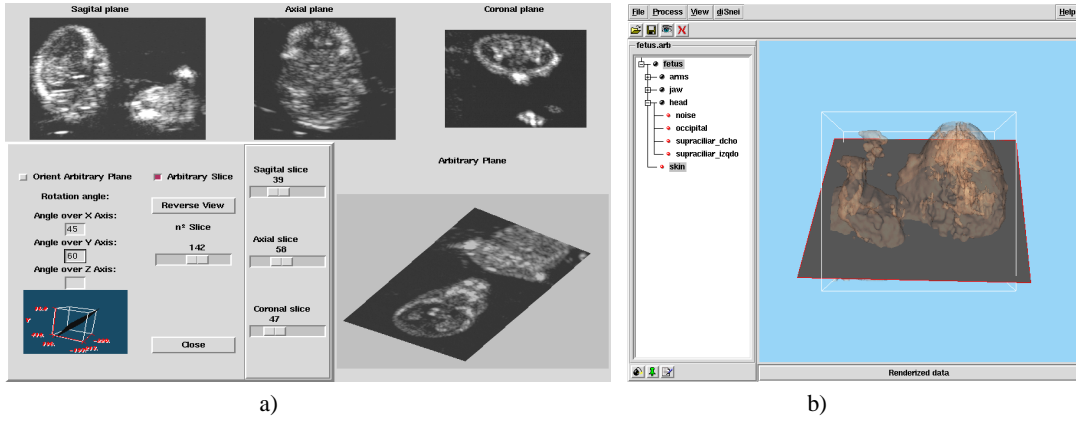 Sagital plane
Axial plane
Coronal plane
Orient Arbitrary Plane
Arbitrary Slice
Rotation angle:
Angle over X Axis:
45
Angle over Y Axis:
60
Angle over Z Axis:
Reverse View
nº Slice
142
Close
Sagital slice
39
Axial slice
58
Coronal slice
47
Arbitrary Plane
a)
File Process View diSnei Help
fetus.arb
fetus
arms
jaw
head
noise
occipital
supraciliar_dcho
supraciliar_izqdo
skin
Renderized data
b)